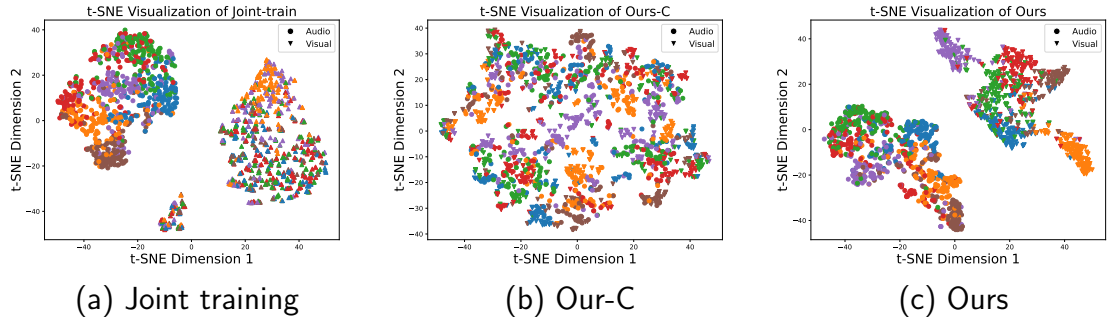 t-SNE Visualization of Joint-train
Audio
Visual
t-SNE Dimension 2
40
20
0
−20
−40
−40
−20
0
20
40
t-SNE Dimension 1
(a) Joint training
t-SNE Visualization of Ours-C
Audio
Visual
t-SNE Dimension 2
40
30
20
10
0
−10
−20
−30
−40
−40
−20
0
20
40
t-SNE Dimension 1
(b) Our-C
t-SNE Visualization of Ours
Audio
Visual
t-SNE Dimension 2
40
20
0
−20
−40
−40
−20
0
20
40
t-SNE Dimension 1
(c) Ours